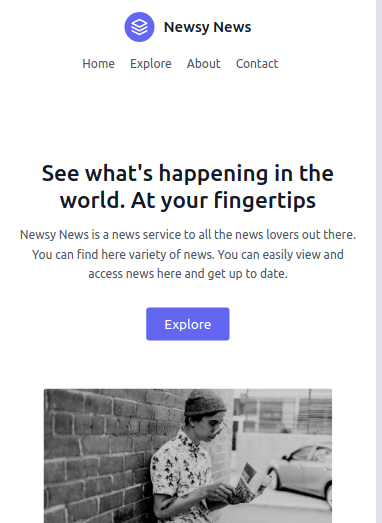 Newsy News
Home Explore About Contact
See what's happening in the
world. At your fingertips
Newsy News is a news service to all the news lovers out there.
You can find here variety of news. You can easily view and
access news here and get up to date.
Explore